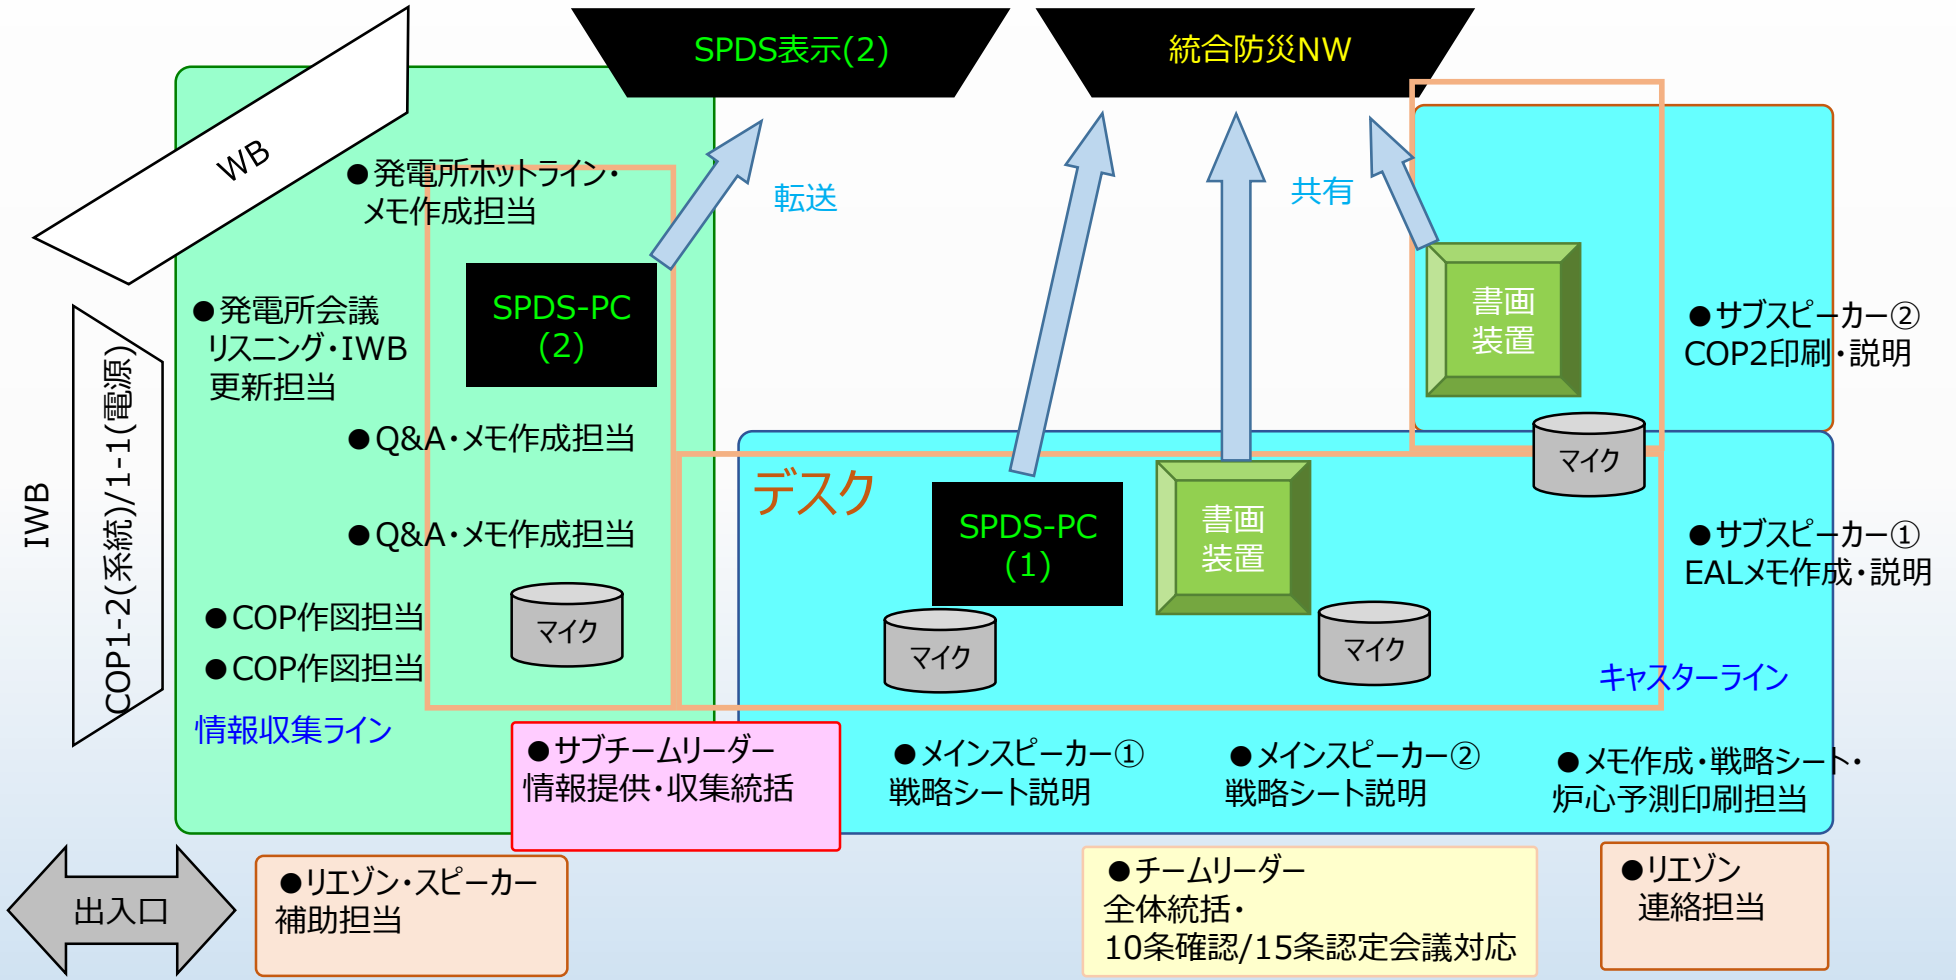 SPDS表示(2)
統合防災NW
WB
●発電所ホットライン・
メモ作成担当
転送
共有
SPDS-PC
(2)
書画
装置
●発電所会議
リスニング・IWB
更新担当
●サブスピーカー②
COP2印刷・説明
IWB
COP1-2(系統)/1-1(電源)
●Q&A・メモ作成担当
マイク
デスク
SPDS-PC
(1)
書画
装置
●Q&A・メモ作成担当
●サブスピーカー①
EALメモ作成・説明
●COP作図担当
●COP作図担当
マイク
マイク
マイク
キャスターライン
情報収集ライン
●サブチームリーダー
情報提供・収集統括
●メインスピーカー①
戦略シート説明
●メインスピーカー②
戦略シート説明
●メモ作成・戦略シート・
炉心予測印刷担当
出入口
●リエゾン・スピーカー
補助担当
●チームリーダー
全体統括・
10条確認/15条認定会議対応
●リエゾン
連絡担当